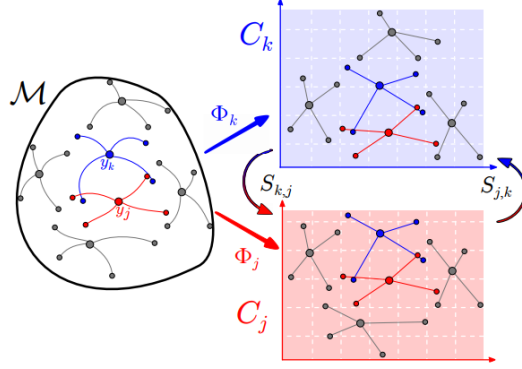 C_k
M
Φ_k
y_k
S_{k,j}
S_{j,k}
y_j
Φ_j
C_j